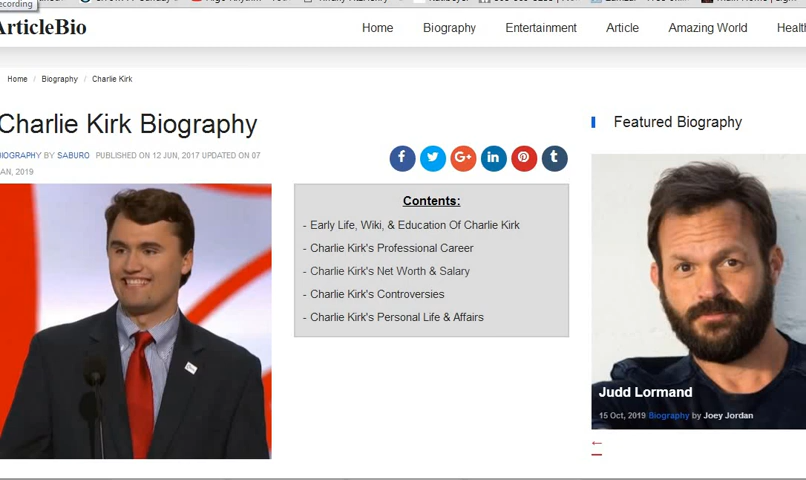 ecording
ArticleBio
Home Biography Entertainment Article Amazing World Healt
Home / Biography / Charlie Kirk
Charlie Kirk Biography
BIOGRAPHY BY SABURO PUBLISHED ON 12 JUN, 2017 UPDATED ON 07
AN, 2019
Contents:
- Early Life, Wiki, & Education Of Charlie Kirk
- Charlie Kirk's Professional Career
- Charlie Kirk's Net Worth & Salary
- Charlie Kirk's Controversies
- Charlie Kirk's Personal Life & Affairs
Featured Biography
Judd Lormand
15 Oct, 2019 Biography by Joey Jordan